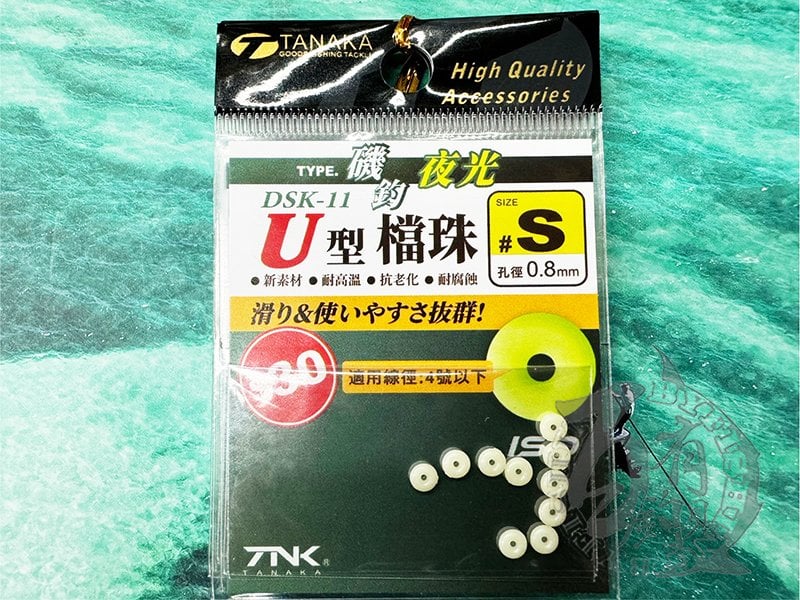 TANAKA
GOODS FISHING TACKLE
High Quality
Accessories
TYPE. 磯釣 夜光
DSK-11
U型 檔珠
SIZE
#S
孔徑 0.8mm
●新素材 ●耐高溫 ●抗老化 ●耐腐蝕
滑り&使いやすさ抜群!
$30
適用線徑:4號以下
ISO
TNK®
TANAKA